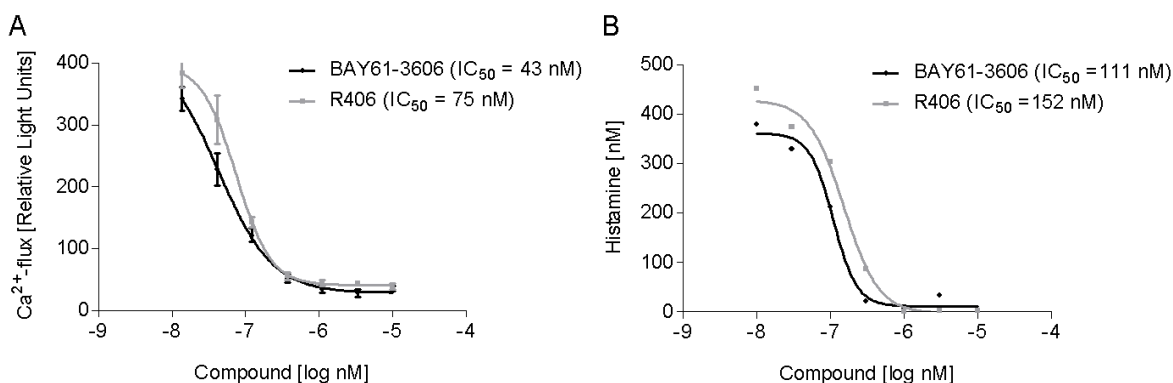 A
Ca2+-flux [Relative Light Units]
400
300
200
100
0
-9 -8 -7 -6 -5 -4
Compound [log nM]
BAY61-3606 (IC50 = 43 nM)
R406 (IC50 = 75 nM)
B
Histamine [nM]
500
400
300
200
100
0
-9 -8 -7 -6 -5 -4
Compound [log nM]
BAY61-3606 (IC50 =111 nM)
R406 (IC50 =152 nM)